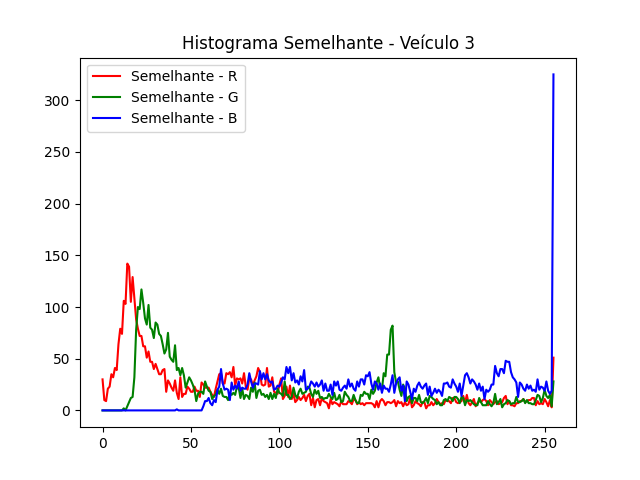 Histograma Semelhante - Veículo 3
Semelhante - R
Semelhante - G
Semelhante - B
300
250
200
150
100
50
0
0 50 100 150 200 250